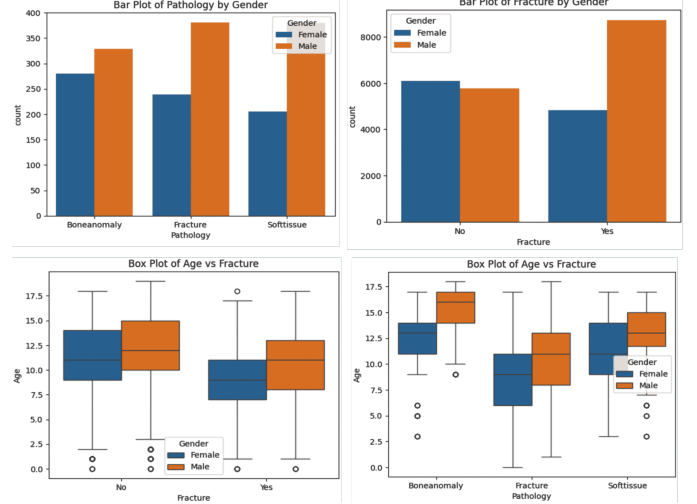 Bar Plot of Pathology by Gender
400
350
300
250
200
150
100
50
0
count
Gender
Female
Male
Boneanomaly Fracture Softtissue
Pathology
Bar Plot of Fracture by Gender
8000
6000
4000
2000
0
count
Gender
Female
Male
No Yes
Fracture
Box Plot of Age vs Fracture
17.5
15.0
12.5
10.0
7.5
5.0
2.5
0.0
Age
Gender
Female
Male
No Yes
Fracture
Box Plot of Age vs Fracture
17.5
15.0
12.5
10.0
7.5
5.0
2.5
0.0
Age
Gender
Female
Male
Boneanomaly Fracture Softtissue
Pathology